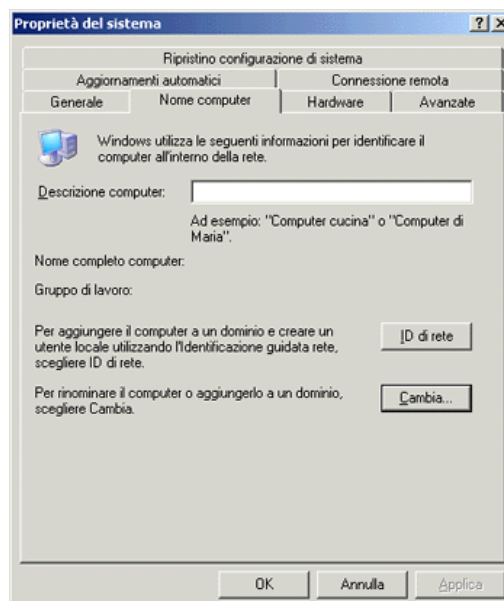 Proprietà del sistema
Ripristino configurazione di sistema
Aggiornamenti automatici Connessione remota
Generale Nome computer Hardware Avanzate
Windows utilizza le seguenti informazioni per identificare il
computer all'interno della rete.
Descrizione computer:
Ad esempio: "Computer cucina" o "Computer di
Maria".
Nome completo computer:
Gruppo di lavoro:
Per aggiungere il computer a un dominio e creare un
utente locale utilizzando l'Identificazione guidata rete,
scegliere ID di rete.
ID di rete
Per rinominare il computer o aggiungerlo a un dominio,
scegliere Cambia.
Cambia...
OK Annulla Applica